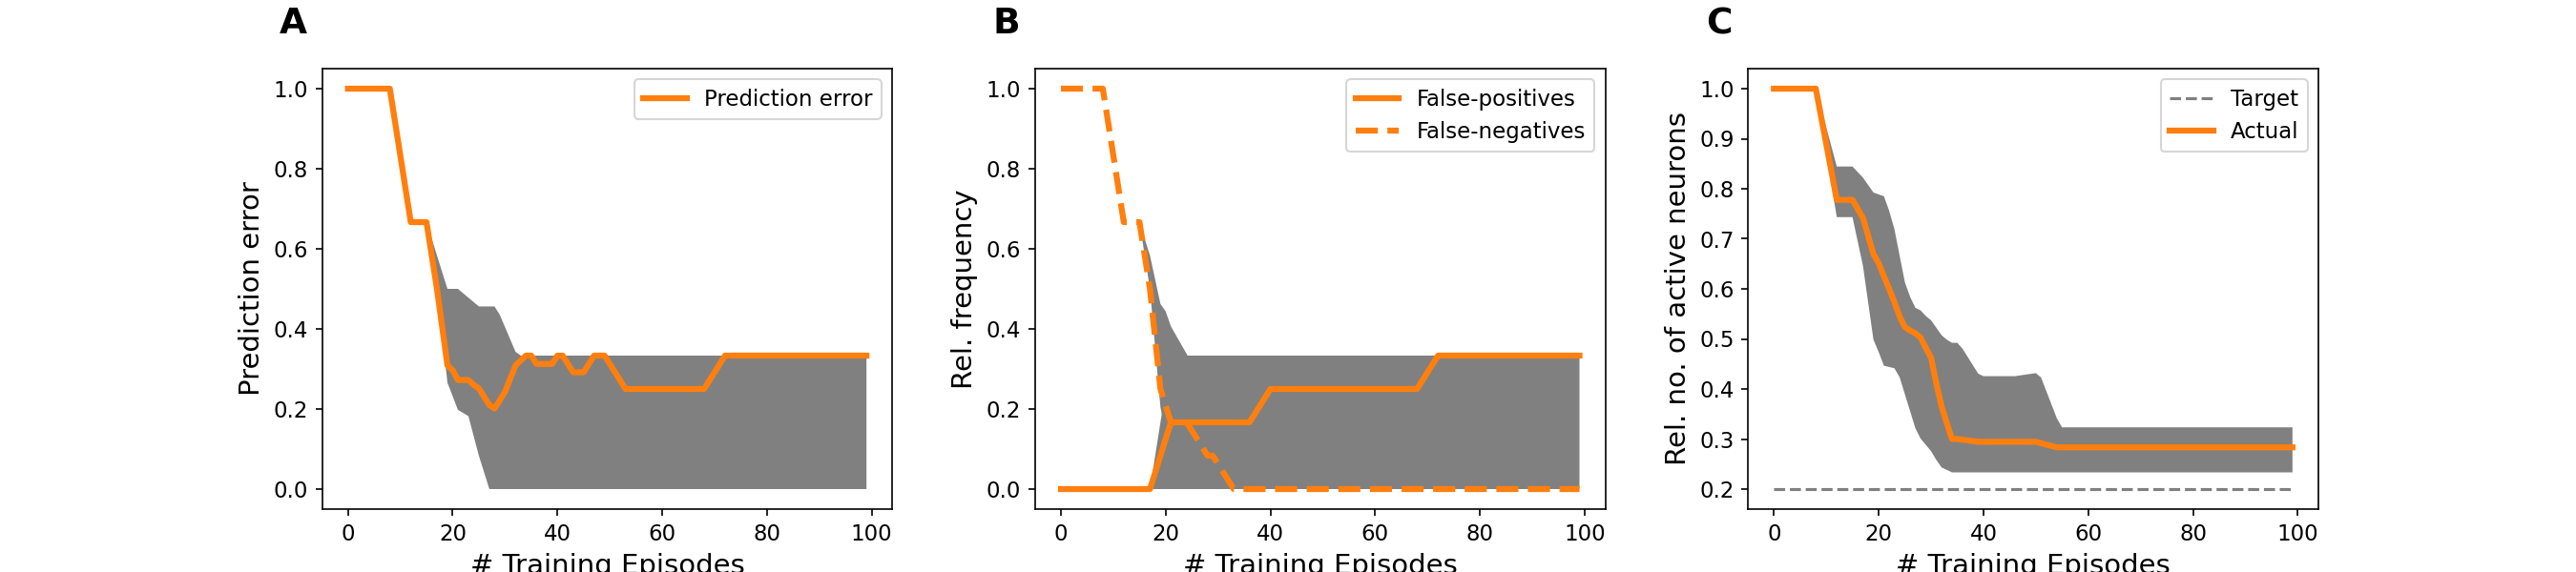 A
Prediction error
1.0
0.8
0.6
0.4
0.2
0.0
Prediction error
0
20
40
60
80
100
# Training Episodes
B
Rel. frequency
1.0
0.8
0.6
0.4
0.2
0.0
False-positives
False-negatives
0
20
40
60
80
100
# Training Episodes
C
Rel. no. of active neurons
1.0
0.9
0.8
0.7
0.6
0.5
0.4
0.3
0.2
Target
Actual
0
20
40
60
80
100
# Training Episodes